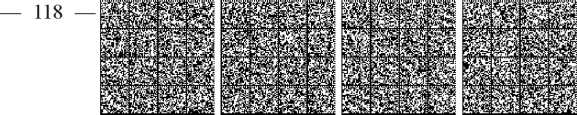 — 118 —